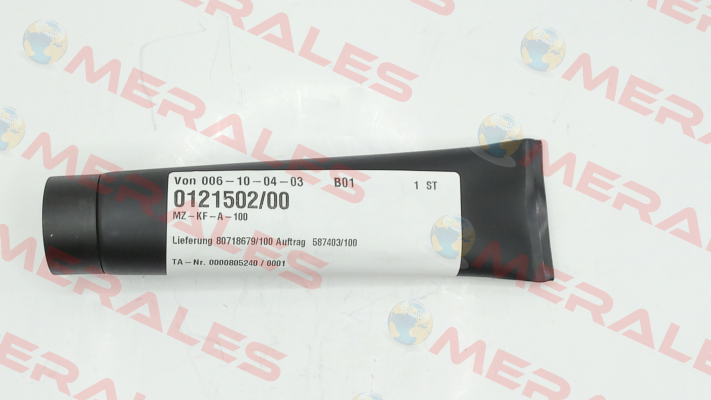 Von 006-10-04-03 B01 1 ST
0121502/00
MZ-KF-A-100
Lieferung 80718679/100 Auftrag 587403/100
TA-Nr. 0000805240 / 0001
MERALES
MERALES
MERALES
MERALES
MERALES
MERALES